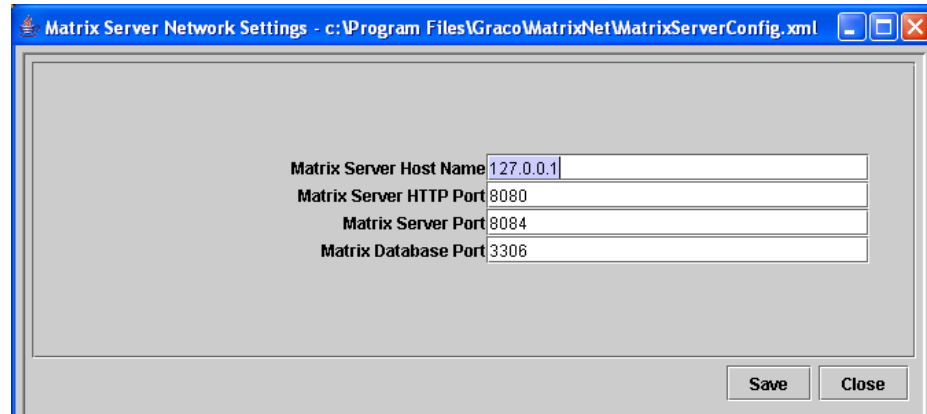 Matrix Server Network Settings - c:\Program Files\Graco\MatrixNet\MatrixServerConfig.xml
Matrix Server Host Name 127.0.0.1
Matrix Server HTTP Port 8080
Matrix Server Port 8084
Matrix Database Port 3306
Save Close